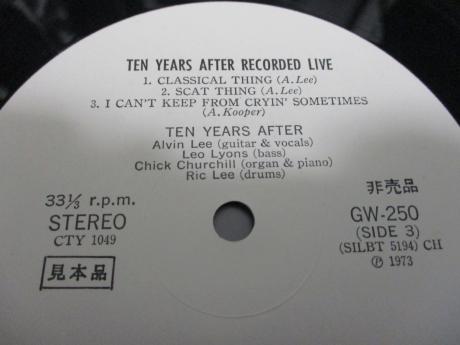 TEN YEARS AFTER RECORDED LIVE
1. CLASSICAL THING (A. Lee)
2. SCAT THING (A. Lee)
3. I CAN'T KEEP FROM CRYIN' SOMETIMES
(A. Kooper)
TEN YEARS AFTER
Alvin Lee (guitar & vocals)
Leo Lyons (bass)
Chick Churchill (organ & piano)
Ric Lee (drums)
33⅓ r.p.m.
STEREO
CTY 1049
見本品
非売品
GW-250
(SIDE 3)
(SILBT 5194) CH
Ⓟ 1973